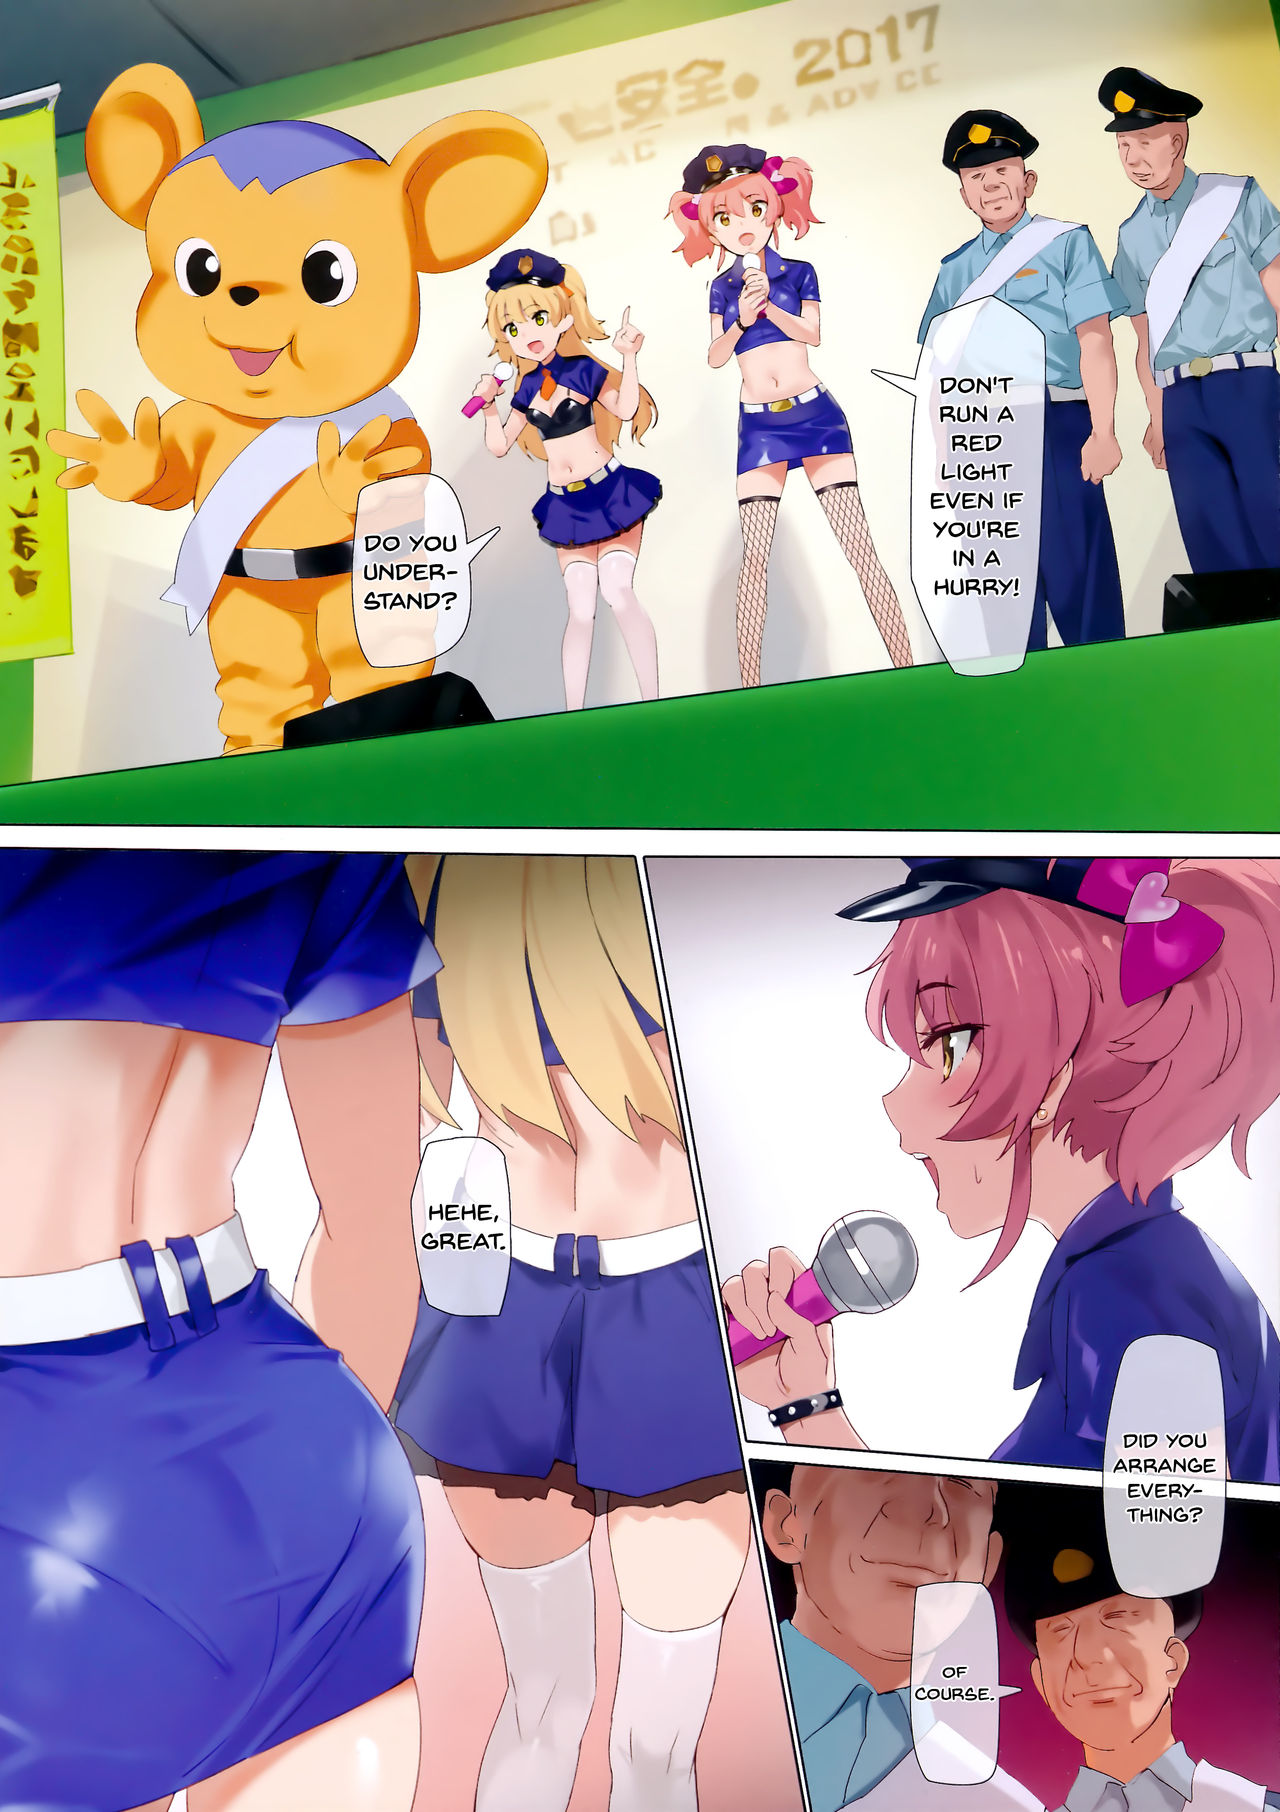 安全。2017
& ADVICE
DON'T
RUN A
RED
LIGHT
EVEN IF
YOU'RE
IN A
HURRY!
DO YOU
UNDER-
STAND?
DID YOU
ARRANGE
EVERY-
THING?
HEHE,
GREAT.
OF
COURSE.